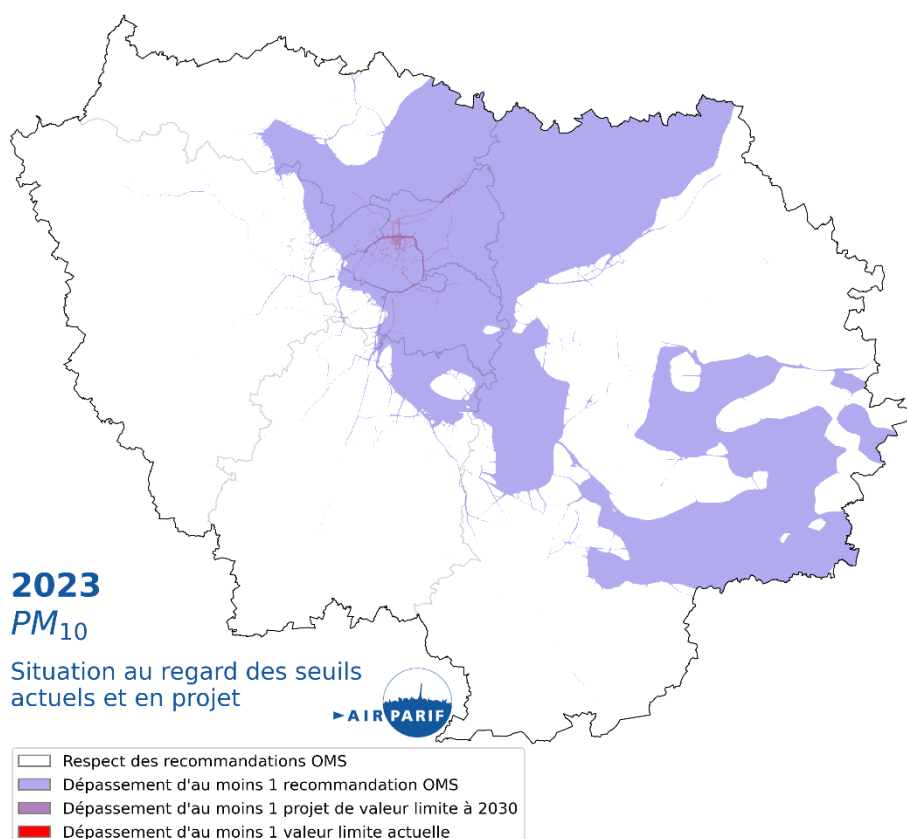 2023
PM10
Situation au regard des seuils
actuels et en projet
AIRPARIF
Respect des recommandations OMS
Dépassement d'au moins 1 recommandation OMS
Dépassement d'au moins 1 projet de valeur limite à 2030
Dépassement d'au moins 1 valeur limite actuelle